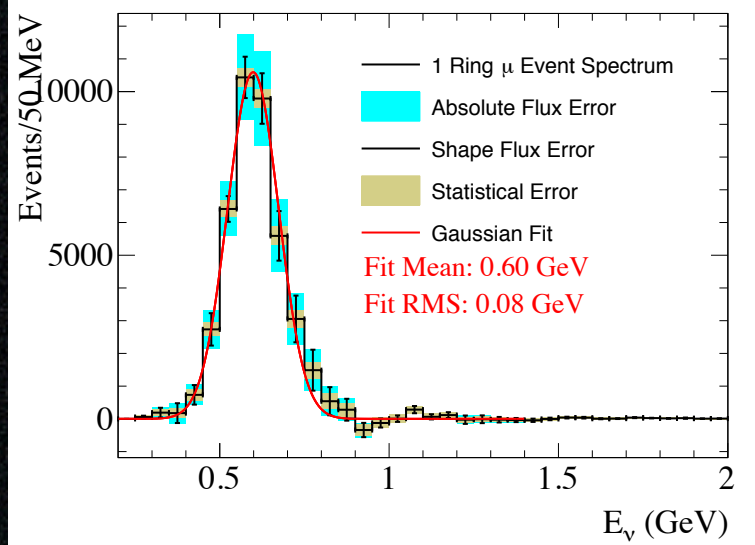 Events/50 MeV
10000
5000
0
1 Ring μ Event Spectrum
Absolute Flux Error
Shape Flux Error
Statistical Error
Gaussian Fit
Fit Mean: 0.60 GeV
Fit RMS: 0.08 GeV
0.5 1 1.5 2
Eν (GeV)